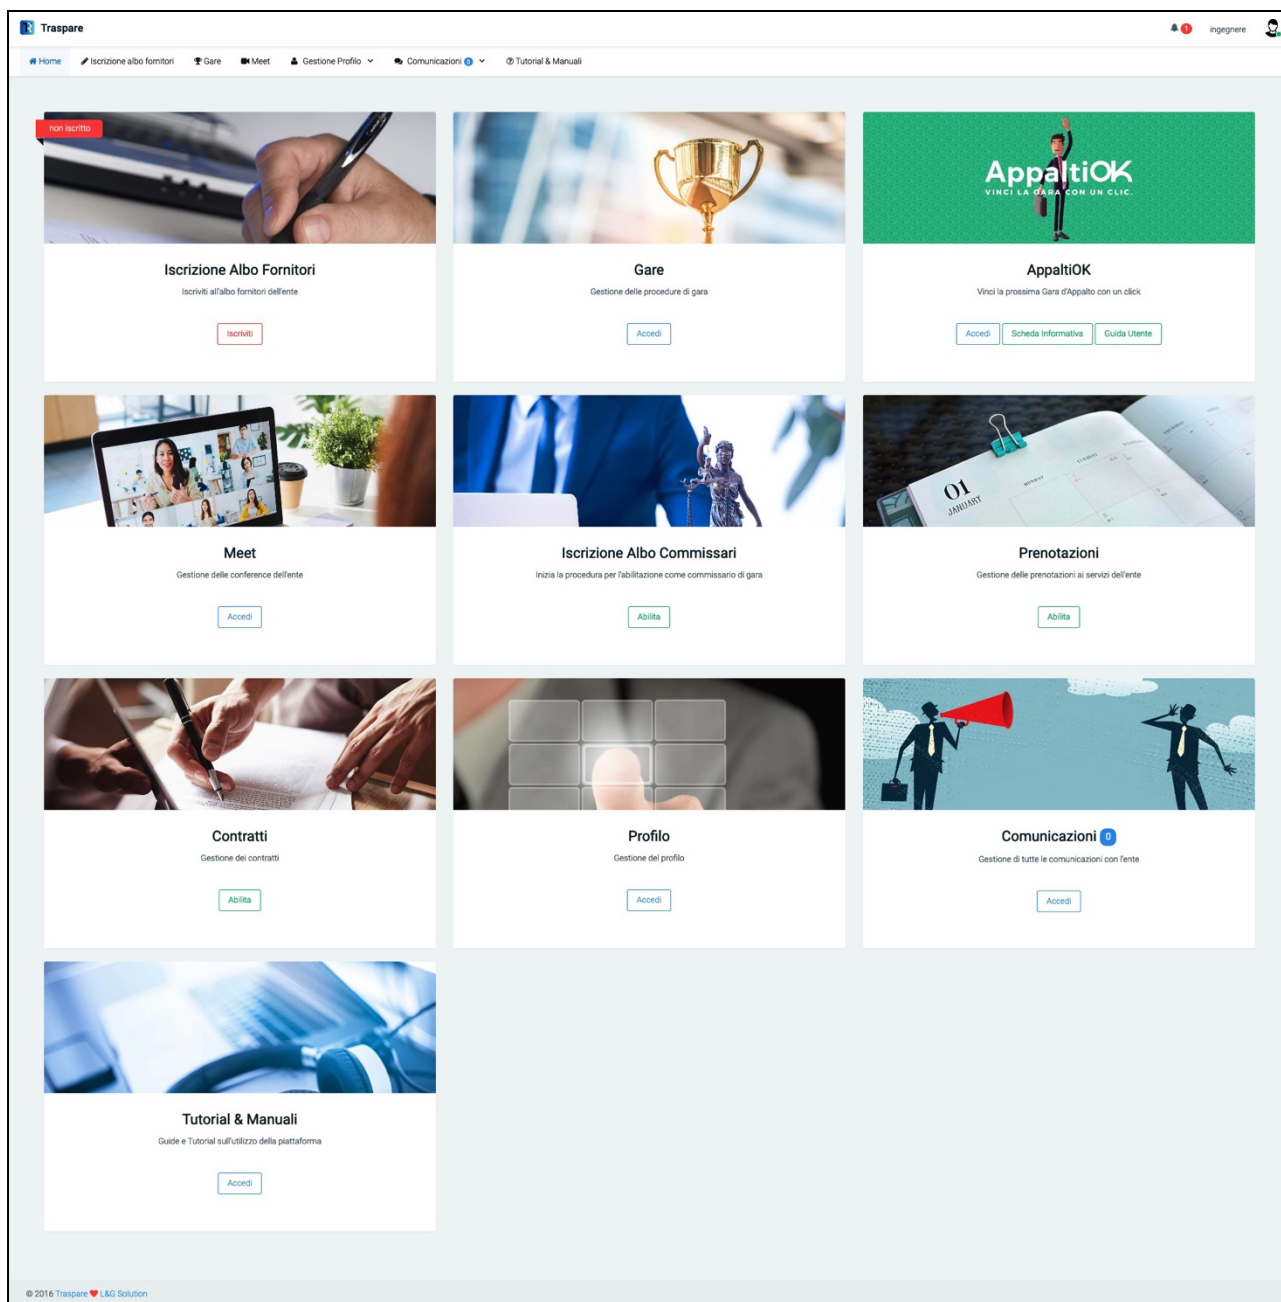 Traspare
1
ingegnere
Home
Iscrizione albo fornitori
Gare
Meet
Gestione Profilo
Comunicazioni 0
Tutorial & Manuali
non iscritto
AppaltiOK
VINCI LA GARA CON UN CLIC.
Iscrizione Albo Fornitori
Iscriviti all'albo fornitori dell'ente
Iscriviti
Gare
Gestione delle procedure di gara
Accedi
AppaltiOK
Vinci la prossima Gara d'Appalto con un click
Accedi
Scheda Informativa
Guida Utente
01
JANUARY
MONDAY
Meet
Gestione delle conference dell'ente
Accedi
Iscrizione Albo Commissari
Inizia la procedura per l'abilitazione come commissario di gara
Abilita
Prenotazioni
Gestione delle prenotazioni ai servizi dell'ente
Abilita
Contratti
Gestione dei contratti
Abilita
Profilo
Gestione del profilo
Accedi
Comunicazioni 0
Gestione di tutte le comunicazioni con l'ente
Accedi
Tutorial & Manuali
Guide e Tutorial sull'utilizzo della piattaforma
Accedi
© 2016 Traspare ❤ L&G Solution